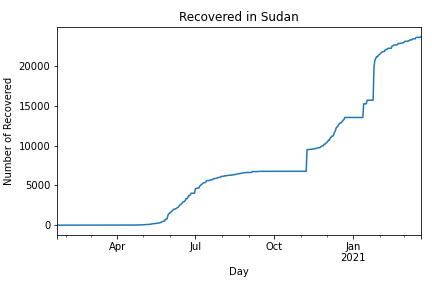 Recovered in Sudan
Number of Recovered
20000
15000
10000
5000
0
Apr
Jul
Oct
Jan
2021
Day